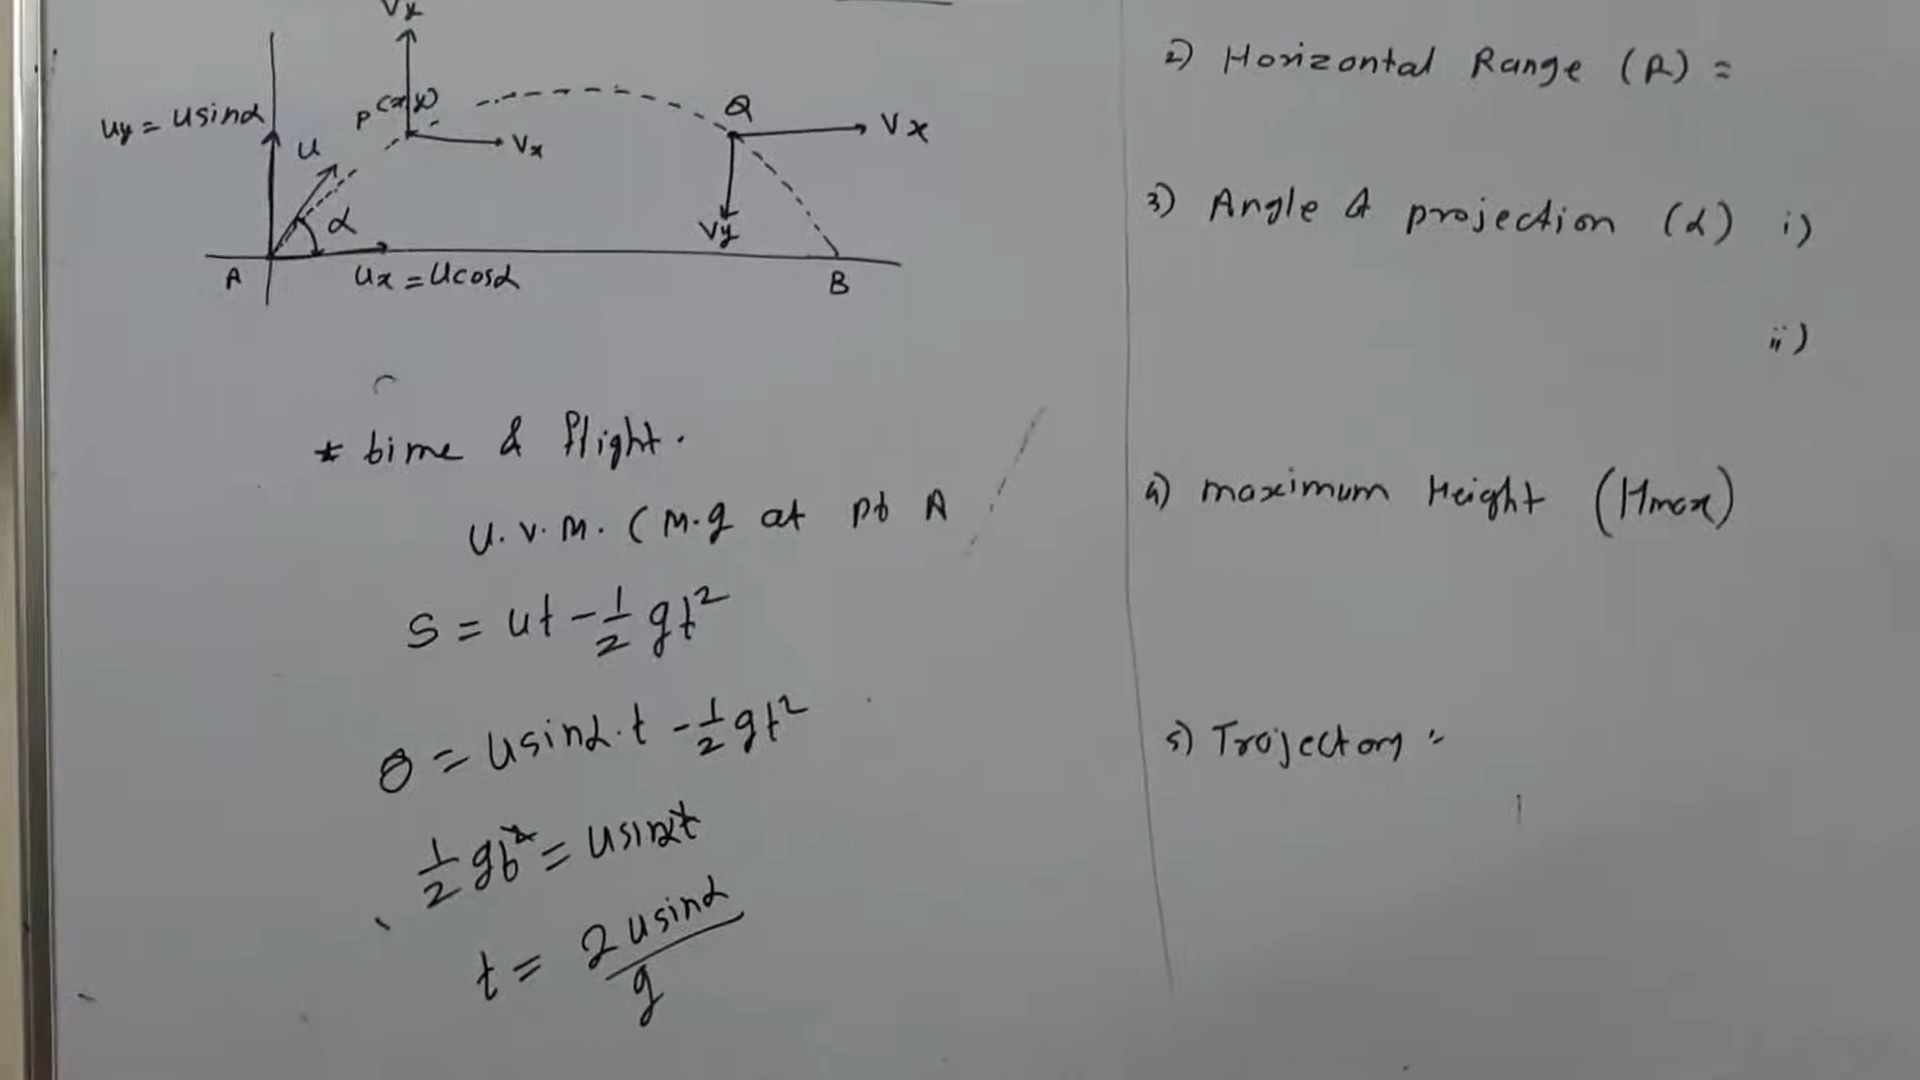 Vy
uy = usinα
u
P(x,y)
Vx
α
A
ux = ucosα
Q
Vx
Vy
B
* time & flight.
U.V.M. (M.g at pt A
S = ut - 1/2 gt²
0 = usinα.t - 1/2 gt²
1/2 gt² = usinαt
t = 2usinα/g
2) Horizontal Range (R) =
3) Angle & projection (α) i)
ii)
4) maximum Height (Hmax)
5) Trajectory :-